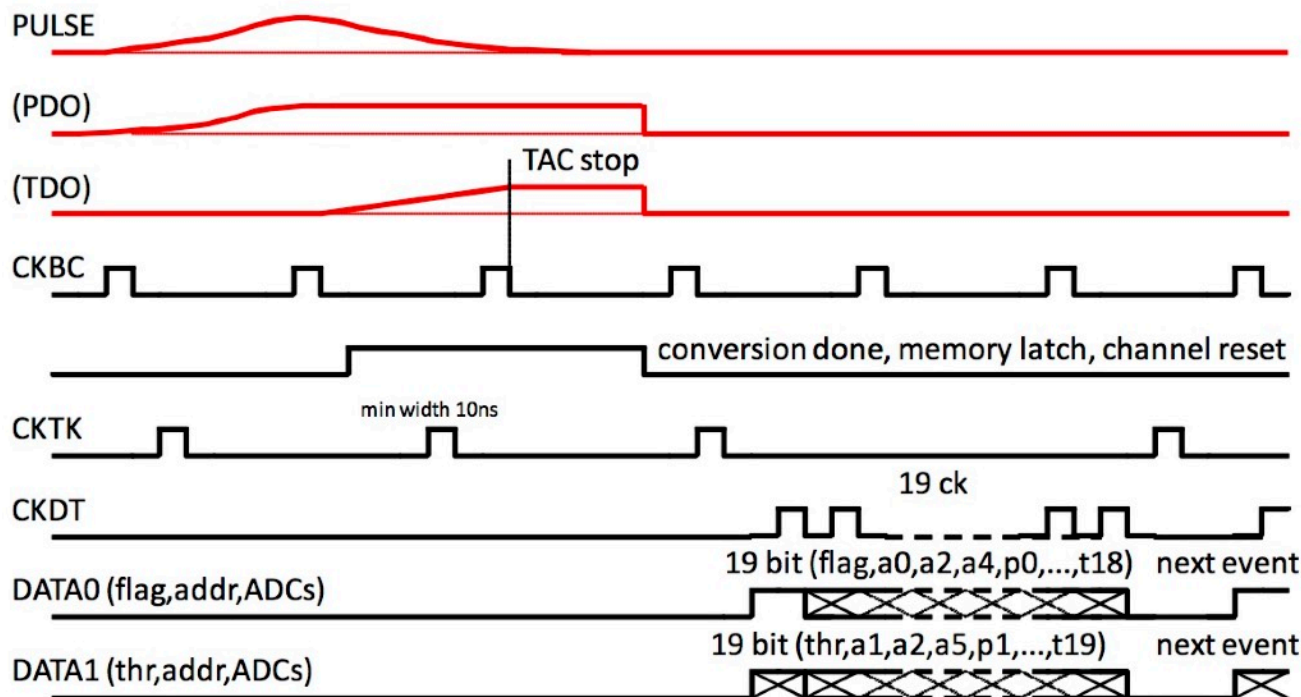 PULSE
(PDO)
TAC stop
(TDO)
CKBC
conversion done, memory latch, channel reset
min width 10ns
CKTK
19 ck
CKDT
19 bit (flag,a0,a2,a4,p0,...,t18) next event
DATA0 (flag,addr,ADCs)
19 bit (thr,a1,a2,a5,p1,...,t19) next event
DATA1 (thr,addr,ADCs)